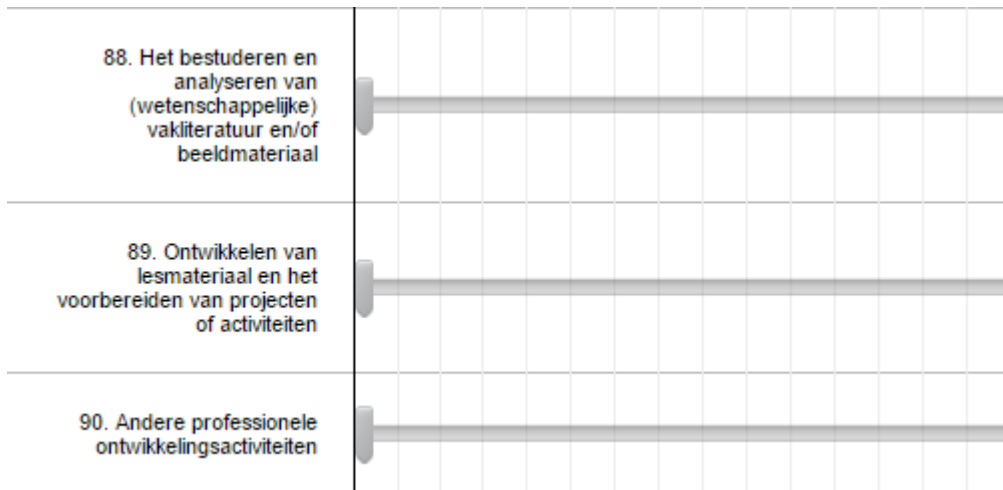 88. Het bestuderen en
analyseren van
(wetenschappelijke)
vakliteratuur en/of
beeldmateriaal
89. Ontwikkelen van
lesmateriaal en het
voorbereiden van projecten
of activiteiten
90. Andere professionele
ontwikkelingsactiviteiten